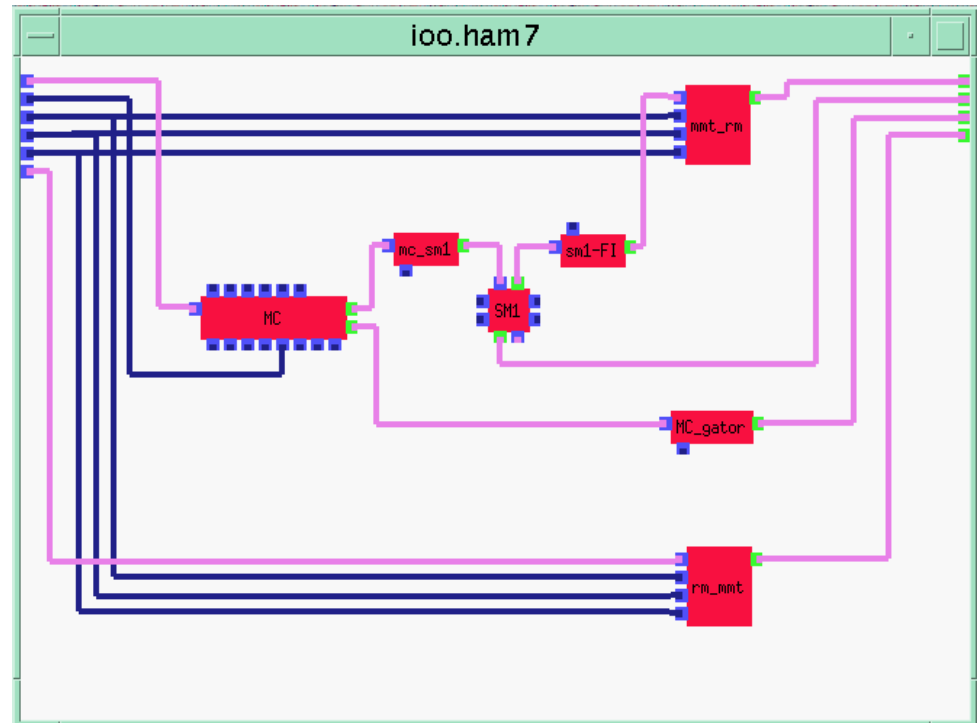 ioo.ham7
mmt_rm
mc_sm1
sm1-FI
SM1
MC
MC_gator
rm_mmt